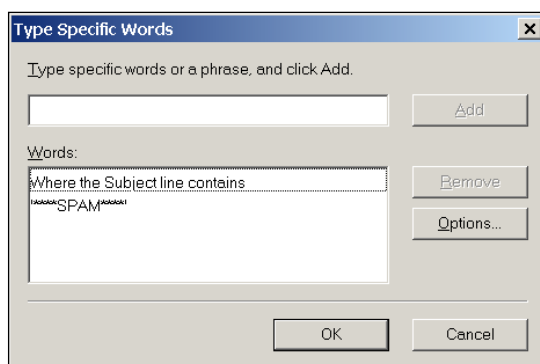 Type Specific Words
Type specific words or a phrase, and click Add.
Add
Words:
Where the Subject line contains
'*****SPAM*****'
Remove
Options...
OK
Cancel